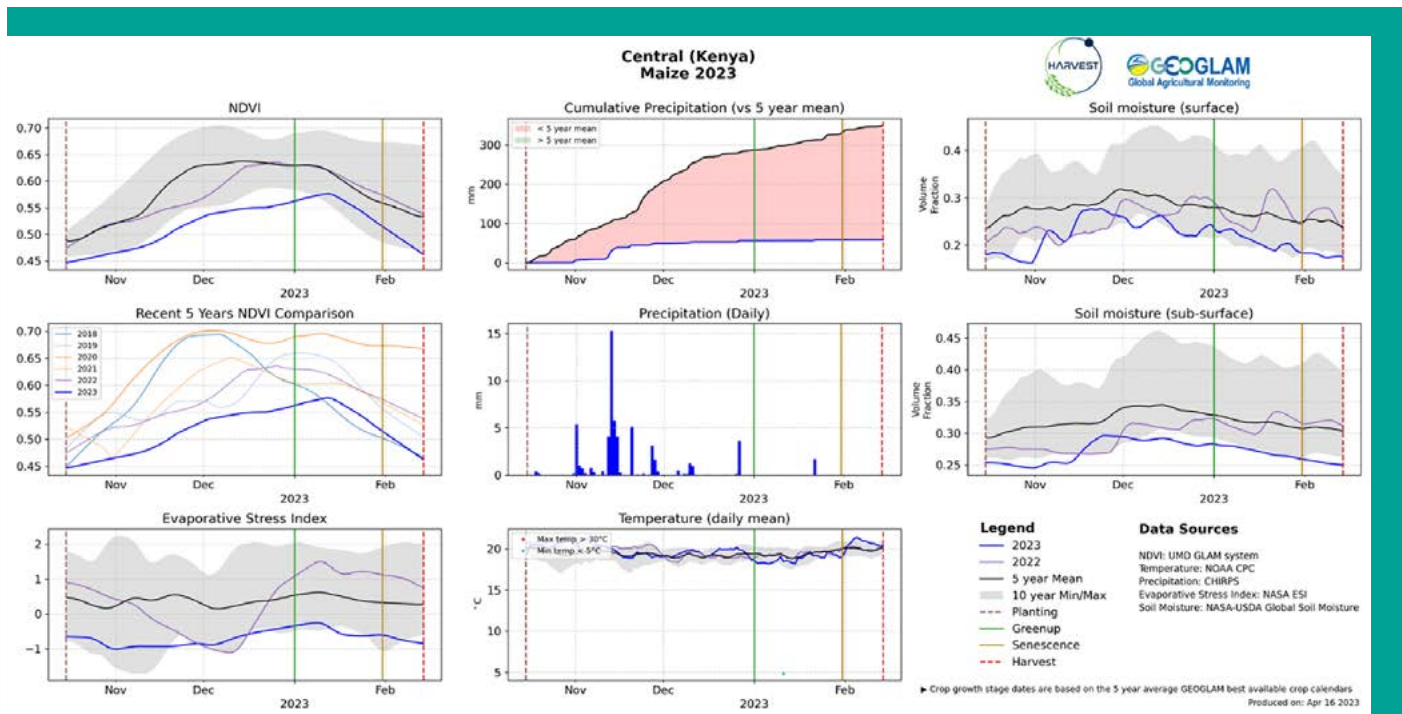 Central (Kenya)
Maize 2023
HARVEST
GEOGLAM
Global Agricultural Monitoring
NDVI
0.70
0.65
0.60
0.55
0.50
0.45
Nov
Dec
Feb
2023
Cumulative Precipitation (vs 5 year mean)
< 5 year mean
> 5 year mean
300
200
100
0
mm
Nov
Dec
Feb
2023
Soil moisture (surface)
0.4
0.3
0.2
Volume
Fraction
Nov
Dec
Feb
2023
Recent 5 Years NDVI Comparison
2018
2019
2020
2021
2022
2023
0.70
0.65
0.60
0.55
0.50
0.45
Nov
Dec
Feb
2023
Precipitation (Daily)
15
10
5
0
mm
Nov
Dec
Feb
2023
Soil moisture (sub-surface)
0.45
0.40
0.35
0.30
0.25
Volume
Fraction
Nov
Dec
Feb
2023
Evaporative Stress Index
2
1
0
−1
Nov
Dec
Feb
2023
Temperature (daily mean)
Max temp > 30°C
Min temp < 5°C
20
15
10
5
°C
Nov
Dec
Feb
2023
Legend
2023
2022
5 year Mean
10 year Min/Max
Planting
Greenup
Senescence
Harvest
Data Sources
NDVI: UMD GLAM system
Temperature: NOAA CPC
Precipitation: CHIRPS
Evaporative Stress Index: NASA ESI
Soil Moisture: NASA-USDA Global Soil Moisture
▶ Crop growth stage dates are based on the 5 year average GEOGLAM best available crop calendars
Produced on: Apr 16 2023